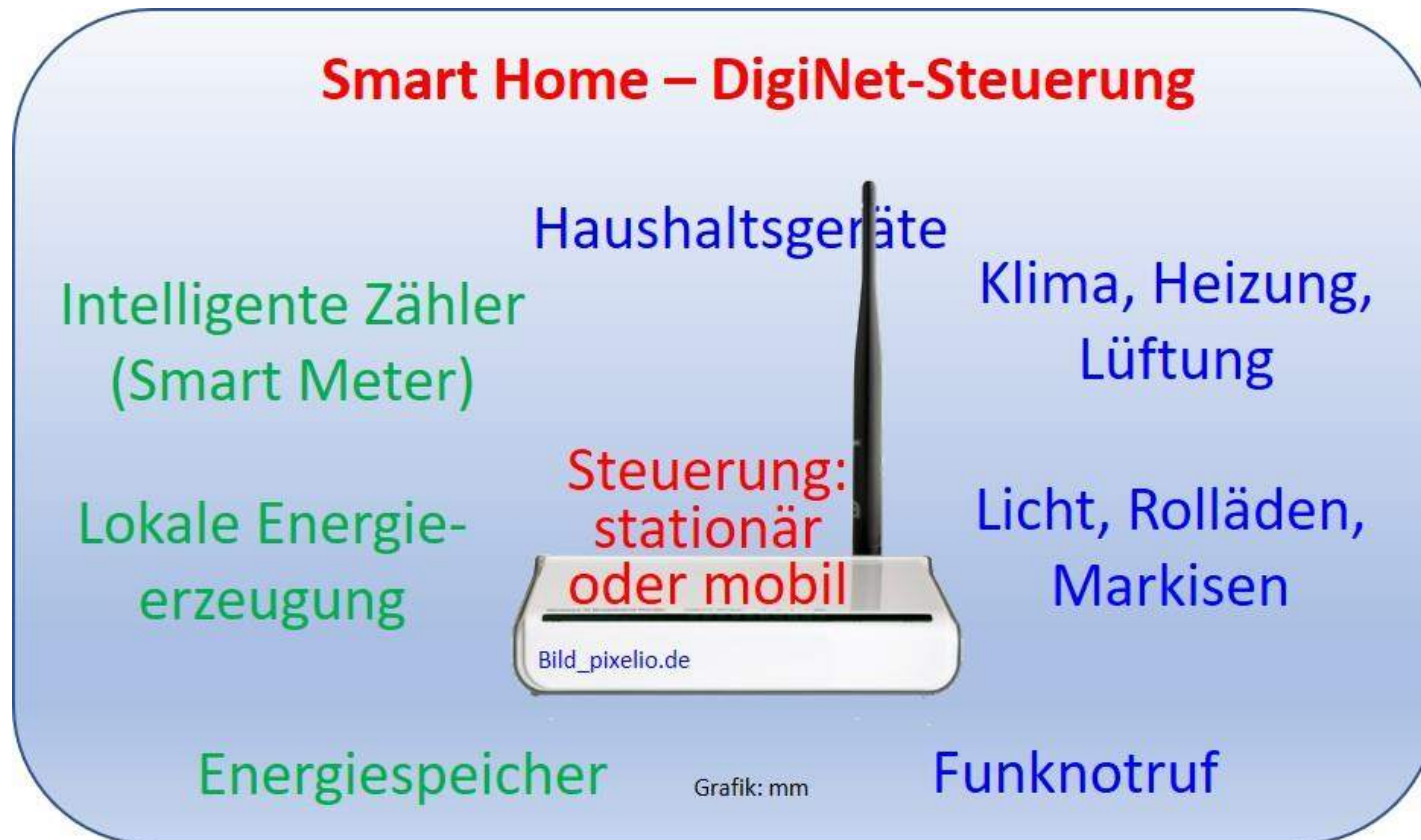 Smart Home – DigiNet-Steuerung
Haushaltsgeräte
Intelligente Zähler
(Smart Meter)
Klima, Heizung,
Lüftung
Steuerung:
stationär
oder mobil
Lokale Energie-
erzeugung
Licht, Rolläden,
Markisen
Bild_pixelio.de
Energiespeicher
Grafik: mm
Funknotruf